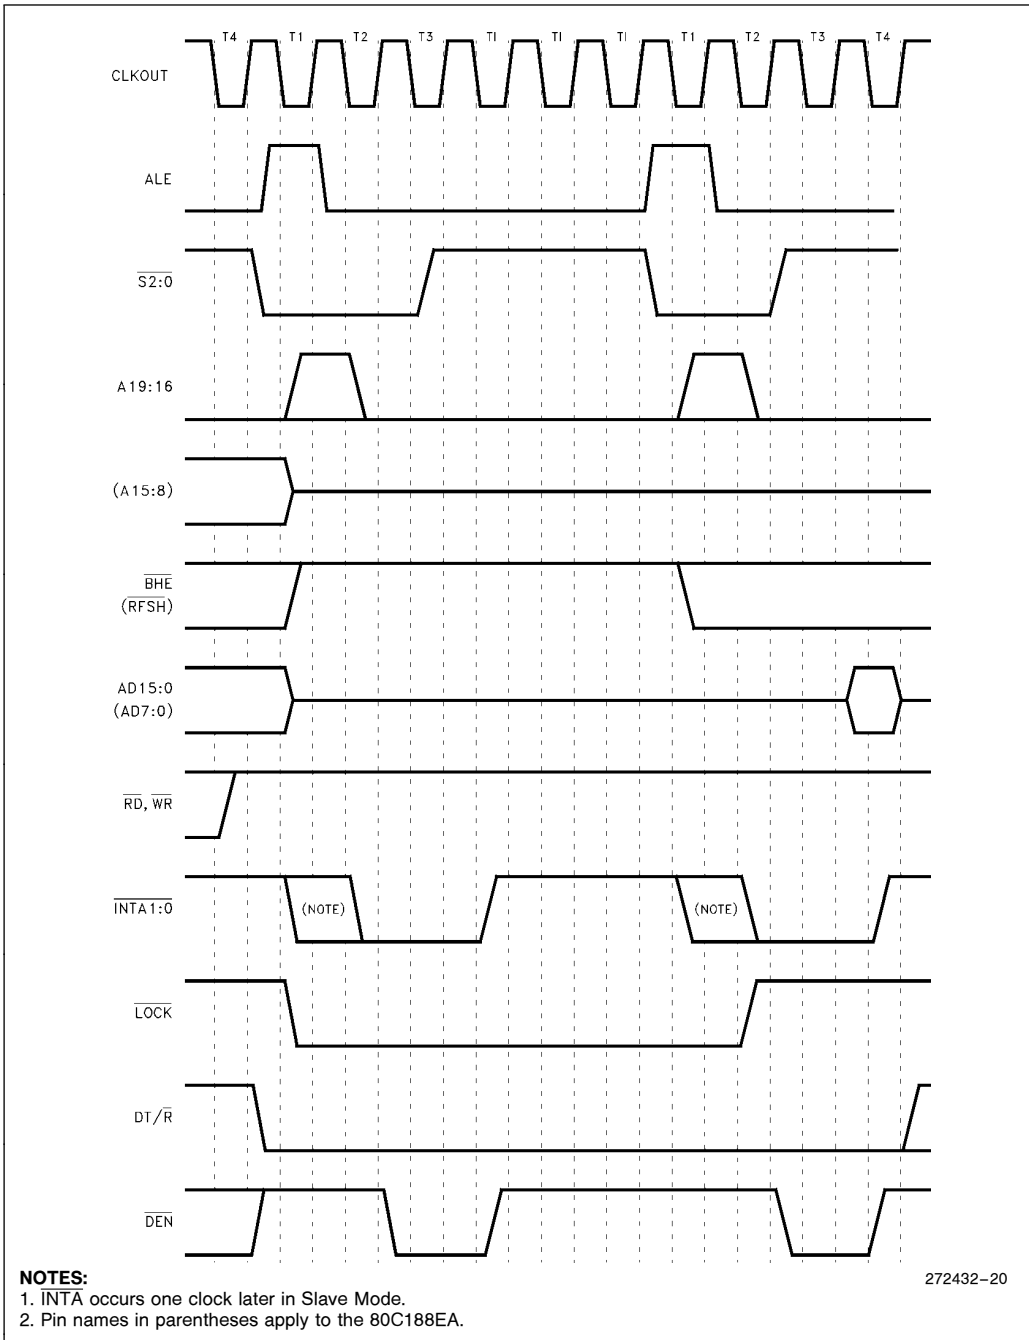 T4 T1 T2 T3 TI TI TI T1 T2 T3 T4
CLKOUT
ALE
S2:0
A19:16
(A15:8)
BHE
(RFSH)
AD15:0
(AD7:0)
RD, WR
INTA1:0
(NOTE) (NOTE)
LOCK
DT/R
DEN
NOTES:
272432–20
1. INTA occurs one clock later in Slave Mode.
2. Pin names in parentheses apply to the 80C188EA.